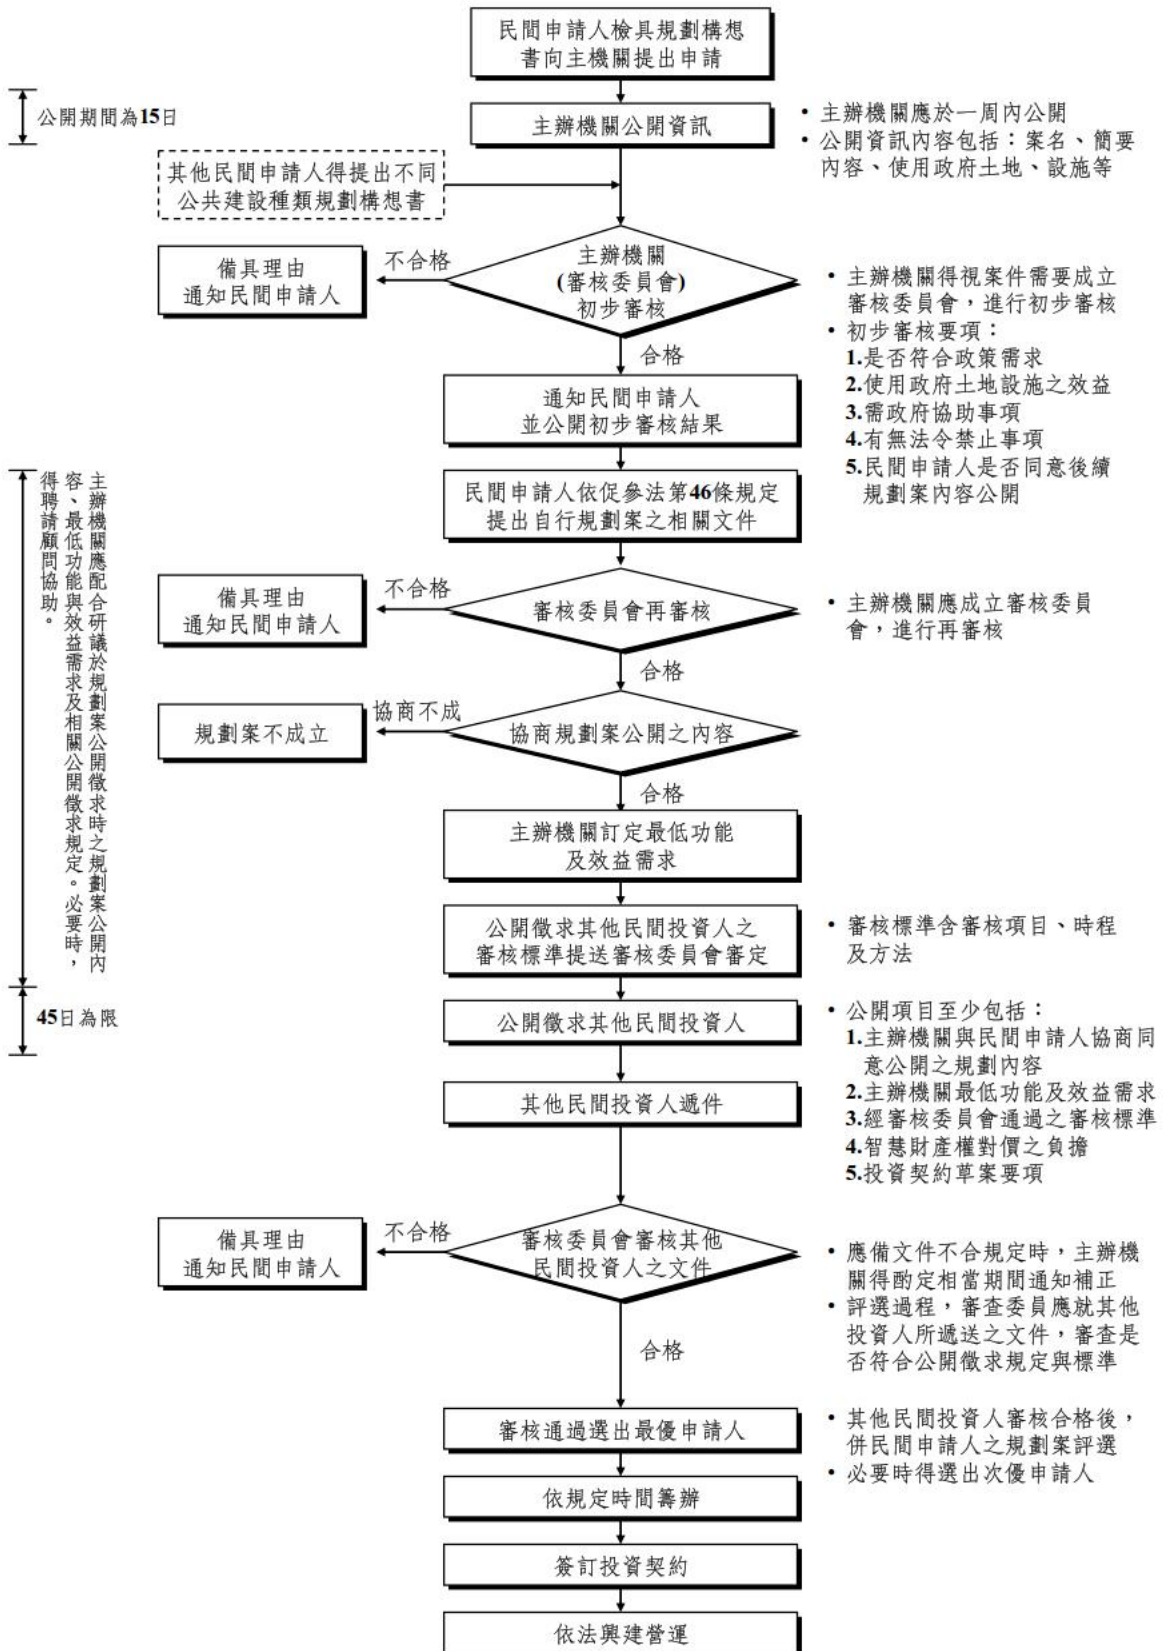 民間申請人檢具規劃構想
書向主機關提出申請
公開期間為15日
主辦機關公開資訊
• 主辦機關應於一周內公開
• 公開資訊內容包括：案名、簡要
內容、使用政府土地、設施等
其他民間申請人得提出不同
公共建設種類規劃構想書
主辦機關
(審核委員會)
初步審核
不合格
備具理由
通知民間申請人
• 主辦機關得視案件需要成立
審核委員會，進行初步審核
• 初步審核要項：
1.是否符合政策需求
2.使用政府土地設施之效益
3.需政府協助事項
4.有無法令禁止事項
5.民間申請人是否同意後續
規劃案內容公開
合格
通知民間申請人
並公開初步審核結果
主辦機關應配合研議於規劃案公開徵求時之規劃案公開內
容、最低功能與效益需求及相關公開徵求規定。必要時，
得聘請顧問協助。
民間申請人依促參法第46條規定
提出自行規劃案之相關文件
審核委員會再審核
不合格
備具理由
通知民間申請人
• 主辦機關應成立審核委員
會，進行再審核
合格
協商規劃案公開之內容
協商不成
規劃案不成立
合格
主辦機關訂定最低功能
及效益需求
公開徵求其他民間投資人之
審核標準提送審核委員會審定
• 審核標準含審核項目、時程
及方法
45日為限
公開徵求其他民間投資人
• 公開項目至少包括：
1.主辦機關與民間申請人協商同
意公開之規劃內容
2.主辦機關最低功能及效益需求
3.經審核委員會通過之審核標準
4.智慧財產權對價之負擔
5.投資契約草案要項
其他民間投資人遞件
審核委員會審核其他
民間投資人之文件
不合格
備具理由
通知民間申請人
• 應備文件不合規定時，主辦機
關得酌定相當期間通知補正
• 評選過程，審查委員應就其他
投資人所遞送之文件，審查是
否符合公開徵求規定與標準
合格
審核通過選出最優申請人
• 其他民間投資人審核合格後，
併民間申請人之規劃案評選
• 必要時得選出次優申請人
依規定時間籌辦
簽訂投資契約
依法興建營運